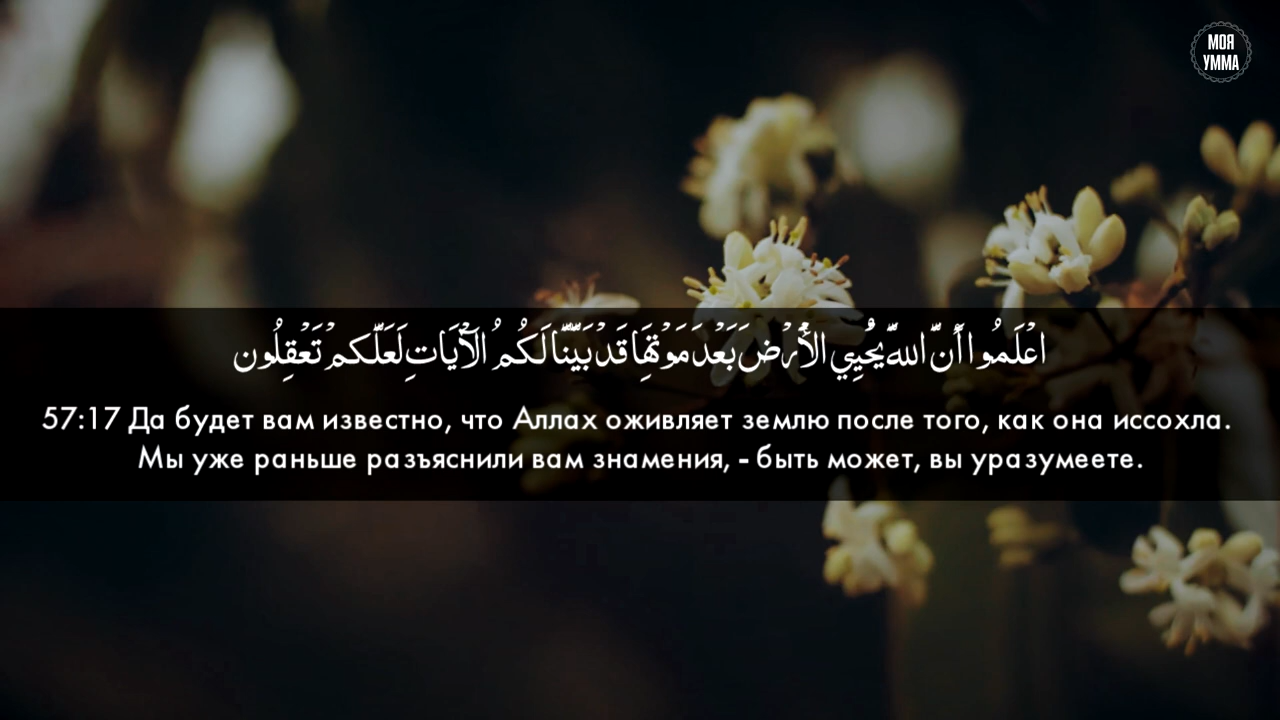 МОЯ
УММА
اعْلَمُوا أَنَّ اللَّهَ يُحْيِي الْأَرْضَ بَعْدَ مَوْتِهَا قَدْ بَيَّنَّا لَكُمُ الْآيَاتِ لَعَلَّكُمْ تَعْقِلُون
57:17 Да будет вам известно, что Аллах оживляет землю после того, как она иссохла.
Мы уже раньше разъяснили вам знамения, - быть может, вы уразумеете.